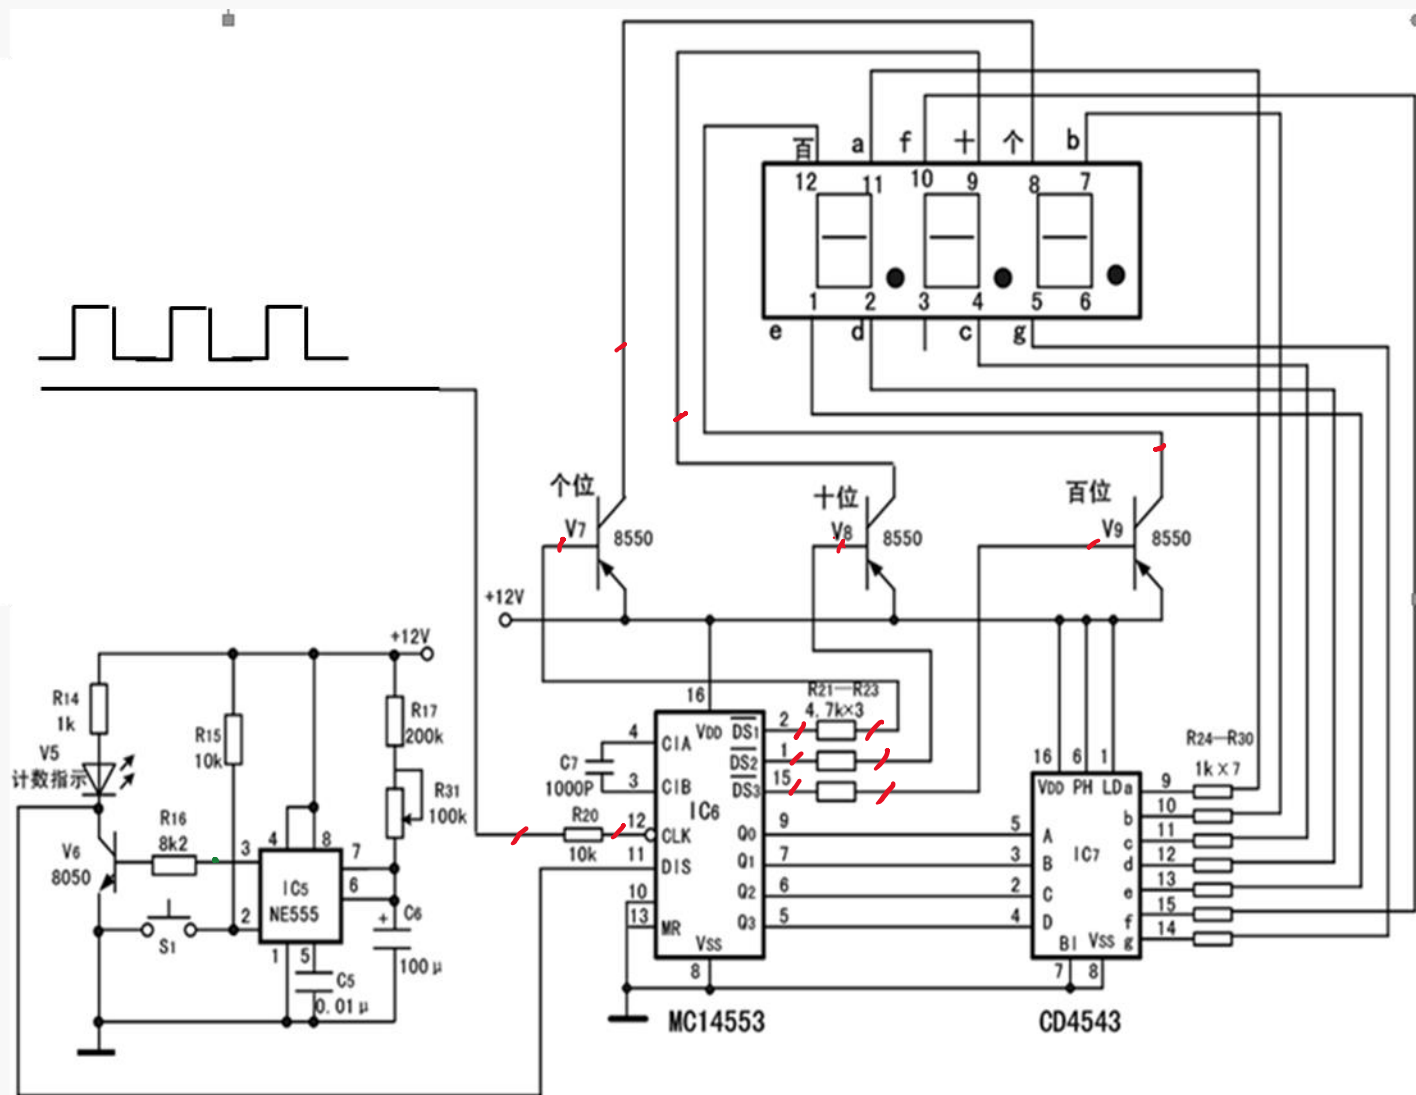 百 a f 十 个 b
12 11 10 9 8 7
1 2 3 4 5 6
e d c g
个位
十位
百位
V7
8550
V8
8550
V9
8550
+12V
+12V
R14
1k
V5
计数指示
R15
10k
R17
200k
R31
100k
R16
8k2
V6
8050
S1
3 4 8 7
6
2
IC5
NE555
1 5
C6
+
100μ
C5
0.01μ
C7
1000P
R20
10k
16
4 CIA VDD DS1 2
DS2 1
3 CIB DS3 15
IC6
12 CLK Q0 9
11 DIS Q1 7
10 Q2 6
13 MR Q3 5
VSS
8
MC14553
R21—R23
4.7k×3
16 6 1
VDD PH LD a 9
b 10
5 A c 11
3 B IC7 d 12
2 C e 13
4 D f 15
BI VSS g 14
7 8
CD4543
R24—R30
1k×7